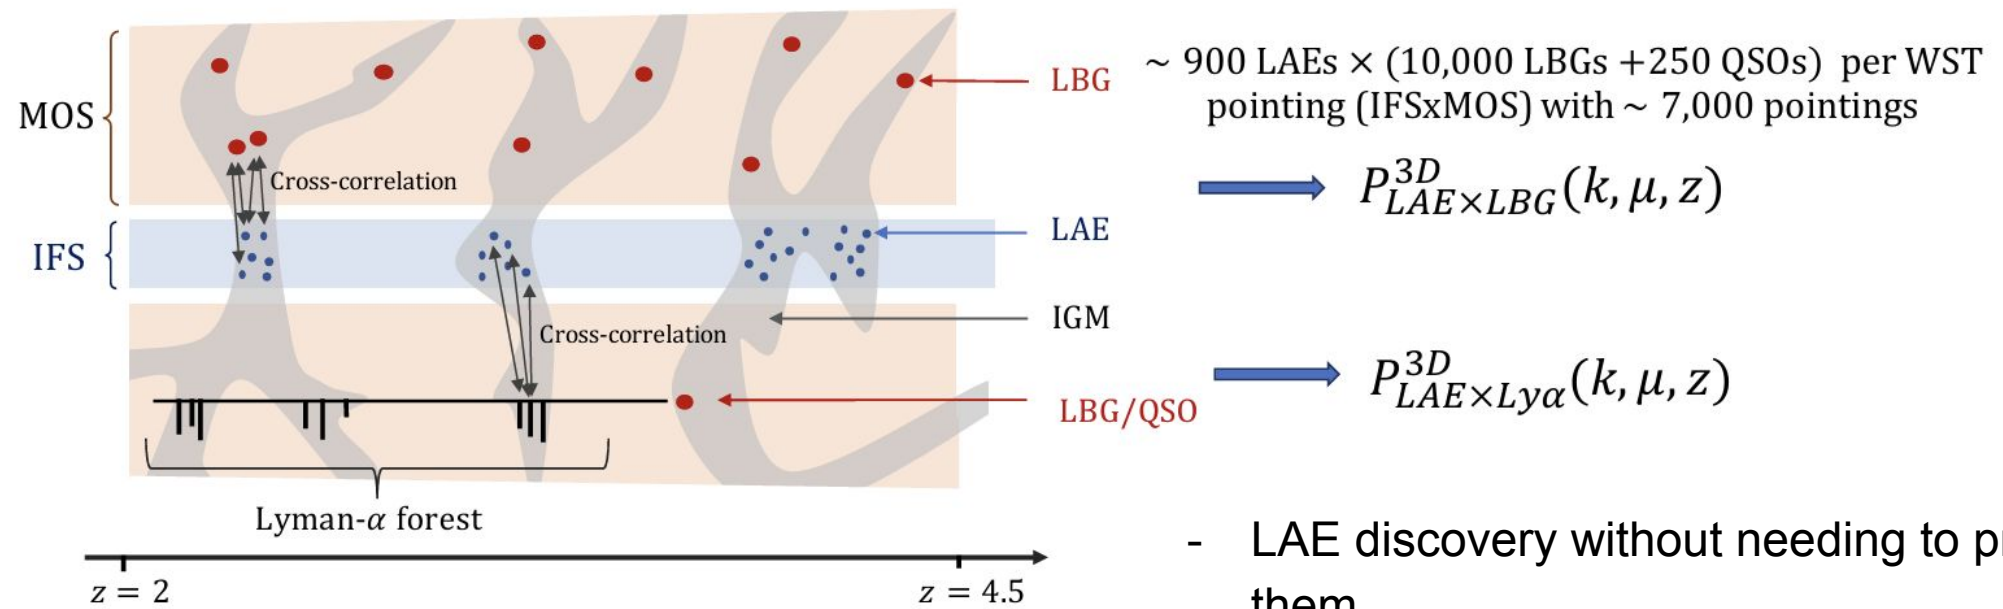 MOS
IFS
Cross-correlation
Cross-correlation
Lyman-α forest
z = 2
z = 4.5
LBG
LAE
IGM
LBG/QSO
~ 900 LAEs × (10,000 LBGs +250 QSOs) per WST
pointing (IFSxMOS) with ~ 7,000 pointings
P^{3D}_{LAE×LBG}(k, μ, z)
P^{3D}_{LAE×Lyα}(k, μ, z)
- LAE discovery without needing to
them